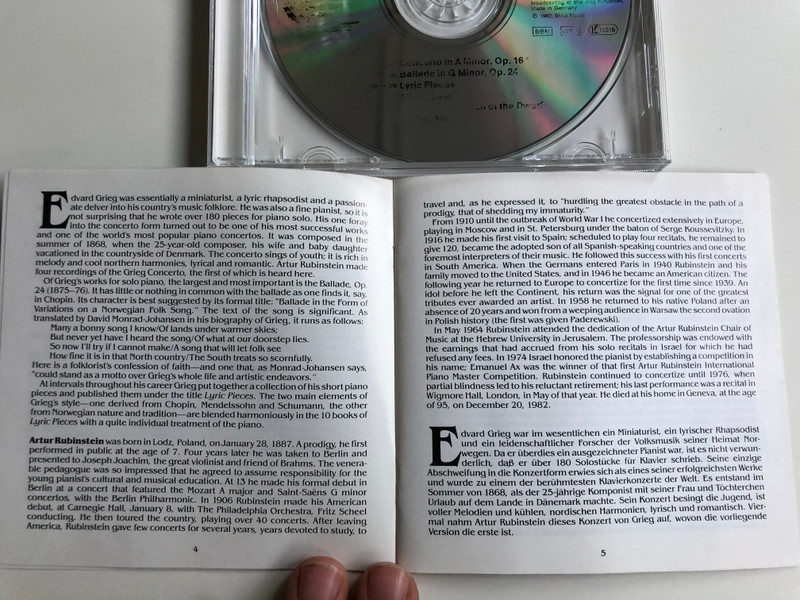 broadcasting of this
Made in Germany
Concerto in A Minor, Op. 16
Ballade in G Minor, Op. 24
Lyric Pieces
of the Dwarfs
Edvard Grieg was essentially a miniaturist, a lyric rhapsodist and a passion-
ate delver into his country's music folklore. He was also a fine pianist, so it is
not surprising that he wrote over 180 pieces for piano solo. His one foray
into the concerto form turned out to be one of his most successful works
and one of the world's most popular piano concertos. It was composed in the
summer of 1868, when the 25-year-old composer, his wife and baby daughter
vacationed in the countryside of Denmark. The concerto sings of youth; it is rich in
melody and cool northern harmonies, lyrical and romantic. Artur Rubinstein made
four recordings of the Grieg Concerto, the first of which is heard here.
Of Grieg's works for solo piano, the largest and most important is the Ballade, Op.
24 (1875–76). It has little or nothing in common with the ballade as one finds it, say,
in Chopin. Its character is best suggested by its formal title: "Ballade in the Form of
Variations on a Norwegian Folk Song." The text of the song is significant. As
translated by David Monrad-Johansen in his biography of Grieg, it runs as follows:
Many a bonny song I know/Of lands under warmer skies;
But never yet have I heard the song/Of what at our doorstep lies.
So now I'll try if I cannot make/A song that will let folk see
How fine it is in that North country/The South treats so scornfully.
Here is a folklorist's confession of faith—and one that, as Monrad-Johansen says,
"could stand as a motto over Grieg's whole life and artistic endeavors."
At intervals throughout his career Grieg put together a collection of his short piano
pieces and published them under the title Lyric Pieces. The two main elements of
Grieg's style—one derived from Chopin, Mendelssohn and Schumann, the other
from Norwegian nature and tradition—are blended harmoniously in the 10 books of
Lyric Pieces with a quite individual treatment of the piano.
Artur Rubinstein was born in Lodz, Poland, on January 28, 1887. A prodigy, he first
performed in public at the age of 7. Four years later he was taken to Berlin and
presented to Joseph Joachim, the great violinist and friend of Brahms. The venera-
ble pedagogue was so impressed that he agreed to assume responsibility for the
young pianist's cultural and musical education. At 13 he made his formal debut in
Berlin at a concert that featured the Mozart A major and Saint-Saëns G minor
concertos, with the Berlin Philharmonic. In 1906 Rubinstein made his American
debut, at Carnegie Hall, January 8, with The Philadelphia Orchestra, Fritz Scheel
conducting. He then toured the country, playing over 40 concerts. After leaving
America, Rubinstein gave few concerts for several years, years devoted to study, to
4
travel and, as he expressed it, to "hurdling the greatest obstacle in the path of a
prodigy, that of shedding my immaturity."
From 1910 until the outbreak of World War I he concertized extensively in Europe,
playing in Moscow and in St. Petersburg under the baton of Serge Koussevitzky. In
1916 he made his first visit to Spain; scheduled to play four recitals, he remained to
give 120, became the adopted son of all Spanish-speaking countries and one of the
foremost interpreters of their music. He followed this success with his first concerts
in South America. When the Germans entered Paris in 1940 Rubinstein and his
family moved to the United States, and in 1946 he became an American citizen. The
following year he returned to Europe to concertize for the first time since 1939. An
idol before he left the Continent, his return was the signal for one of the greatest
tributes ever awarded an artist. In 1958 he returned to his native Poland after an
absence of 20 years and won from a weeping audience in Warsaw the second ovation
in Polish history (the first was given Paderewski).
In May 1964 Rubinstein attended the dedication of the Artur Rubinstein Chair of
Music at the Hebrew University in Jerusalem. The professorship was endowed with
the earnings that had accrued from his solo recitals in Israel for which he had
refused any fees. In 1974 Israel honored the pianist by establishing a competition in
his name; Emanuel Ax was the winner of that first Artur Rubinstein International
Piano Master Competition. Rubinstein continued to concertize until 1976, when
partial blindness led to his reluctant retirement; his last performance was a recital in
Wigmore Hall, London, in May of that year. He died at his home in Geneva, at the age
of 95, on December 20, 1982.
Edvard Grieg war im wesentlichen ein Miniaturist, ein lyrischer Rhapsodist
und ein leidenschaftlicher Forscher der Volksmusik seiner Heimat Nor-
wegen. Da er überdies ein ausgezeichneter Pianist war, ist es nicht verwun-
derlich, daß er über 180 Solostücke für Klavier schrieb. Seine einzige
Abschweifung in die Konzertform erwies sich als eines seiner erfolgreichsten Werke
und wurde zu einem der berühmtesten Klavierkonzerte der Welt. Es entstand im
Sommer von 1868, als der 25-jährige Komponist mit seiner Frau und Töchterchen
Urlaub auf dem Lande in Dänemark machte. Sein Konzert besingt die Jugend, ist
voller Melodien und kühlen, nordischen Harmonien, lyrisch und romantisch. Vier-
mal nahm Artur Rubinstein dieses Konzert von Grieg auf, wovon die vorliegende
Version die erste ist.
5